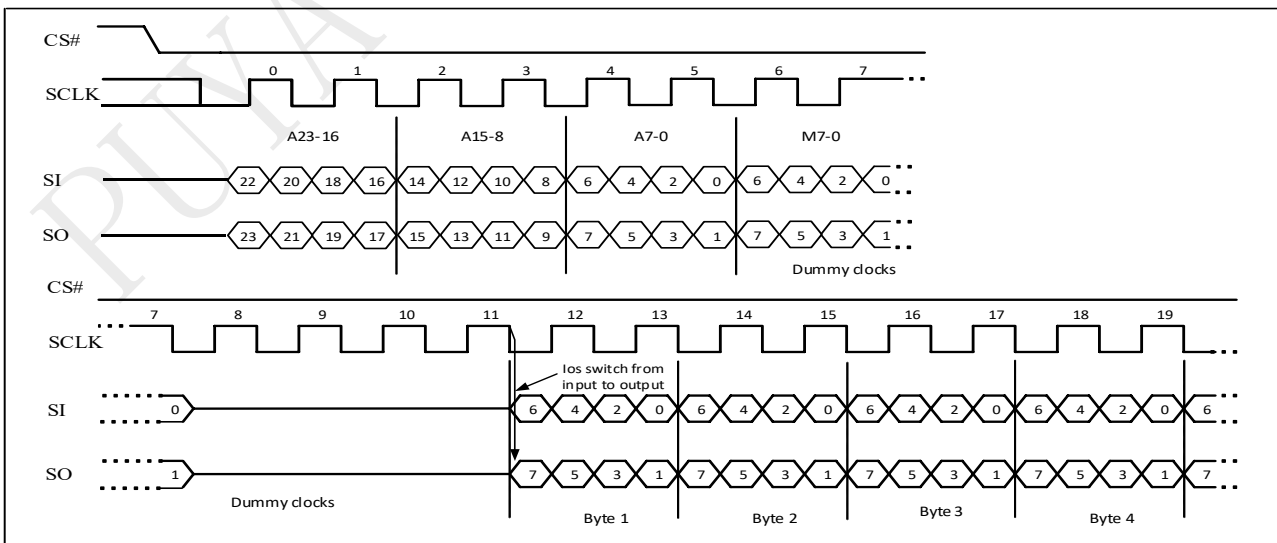 PUYA
CS#
0 1 2 3 4 5 6 7
SCLK
A23-16 A15-8 A7-0 M7-0
SI 22 20 18 16 14 12 10 8 6 4 2 0 6 4 2 0
SO 23 21 19 17 15 13 11 9 7 5 3 1 7 5 3 1
Dummy clocks
CS#
7 8 9 10 11 12 13 14 15 16 17 18 19
SCLK
Ios switch from
input to output
SI 0 6 4 2 0 6 4 2 0 6 4 2 0 6 4 2 0 6
SO 1 7 5 3 1 7 5 3 1 7 5 3 1 7 5 3 1 7
Dummy clocks
Byte 1 Byte 2 Byte 3 Byte 4